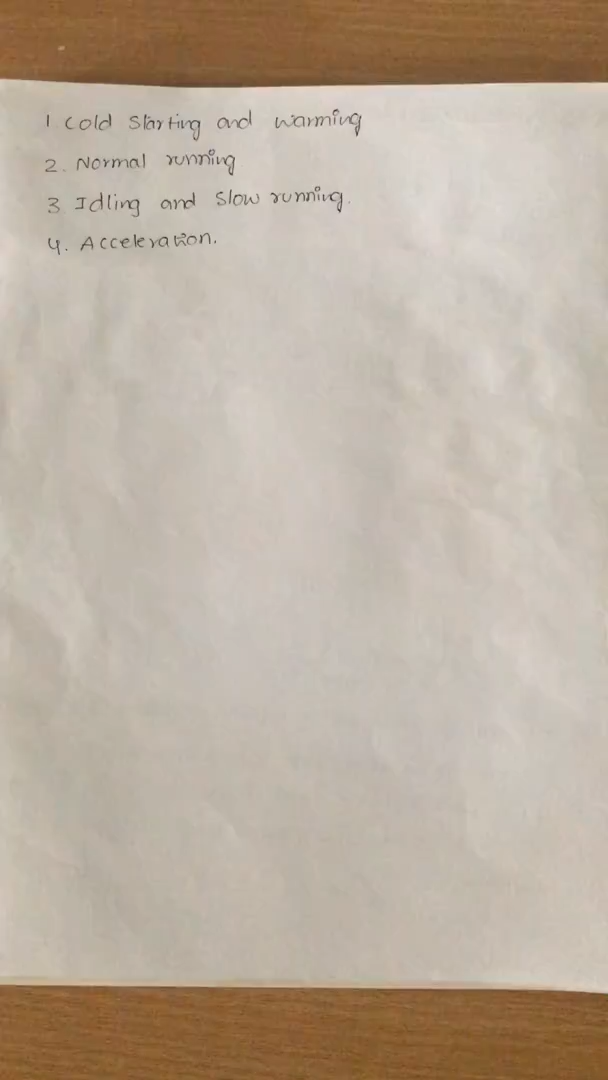 1 Cold Starting and warming
2. Normal running
3 Idling and Slow running.
4. Acceleration.